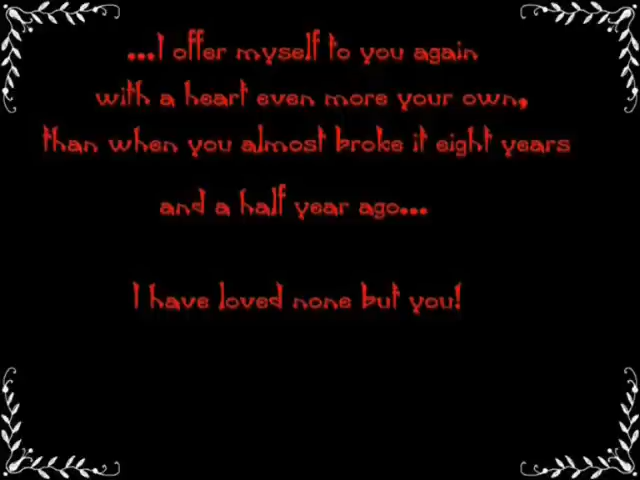 ...I offer myself to you again
with a heart even more your own,
than when you almost broke it eight years
and a half year ago...
I have loved none but you!